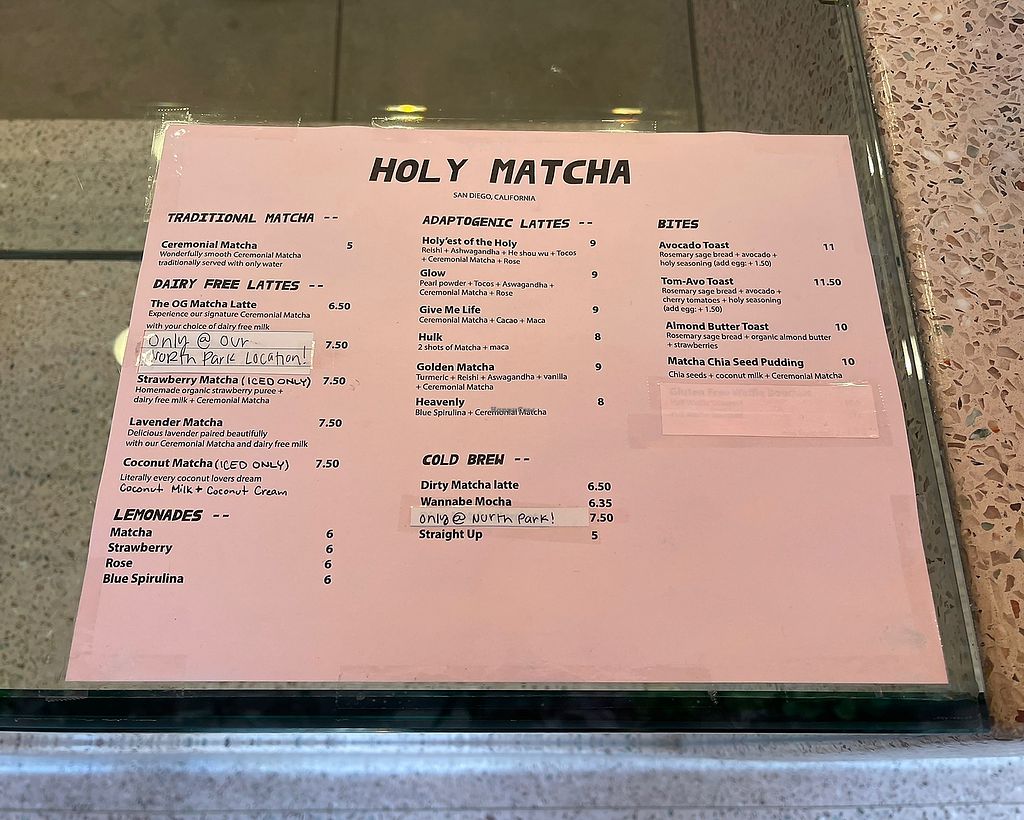 HOLY MATCHA
SAN DIEGO, CALIFORNIA
TRADITIONAL MATCHA --
Ceremonial Matcha 5
Wonderfully smooth Ceremonial Matcha
traditionally served with only water
DAIRY FREE LATTES --
The OG Matcha Latte 6.50
Experience our signature Ceremonial Matcha
with your choice of dairy free milk
only @ our
North Park Location! 7.50
Strawberry Matcha (ICED ONLY) 7.50
Homemade organic strawberry puree +
dairy free milk + Ceremonial Matcha
Lavender Matcha 7.50
Delicious lavender paired beautifully
with our Ceremonial Matcha and dairy free milk
Coconut Matcha (ICED ONLY) 7.50
Literally every coconut lovers dream
Coconut Milk + Coconut Cream
LEMONADES --
Matcha 6
Strawberry 6
Rose 6
Blue Spirulina 6
ADAPTOGENIC LATTES --
Holy'est of the Holy 9
Reishi + Ashwagandha + He shou wu + Tocos
+ Ceremonial Matcha + Rose
Glow 9
Pearl powder + Tocos + Aswagandha +
Ceremonial Matcha + Rose
Give Me Life 9
Ceremonial Matcha + Cacao + Maca
Hulk 8
2 shots of Matcha + maca
Golden Matcha 9
Turmeric + Reishi + Aswagandha + vanilla
+ Ceremonial Matcha
Heavenly 8
Blue Spirulina + Ceremonial Matcha
COLD BREW --
Dirty Matcha latte 6.50
Wannabe Mocha 6.35
only @ North Park! 7.50
Straight Up 5
BITES
Avocado Toast 11
Rosemary sage bread + avocado +
holy seasoning (add egg: + 1.50)
Tom-Avo Toast 11.50
Rosemary sage bread + avocado +
cherry tomatoes + holy seasoning
(add egg: + 1.50)
Almond Butter Toast 10
Rosemary sage bread + organic almond butter
+ strawberries
Matcha Chia Seed Pudding 10
Chia seeds + coconut milk + Ceremonial Matcha